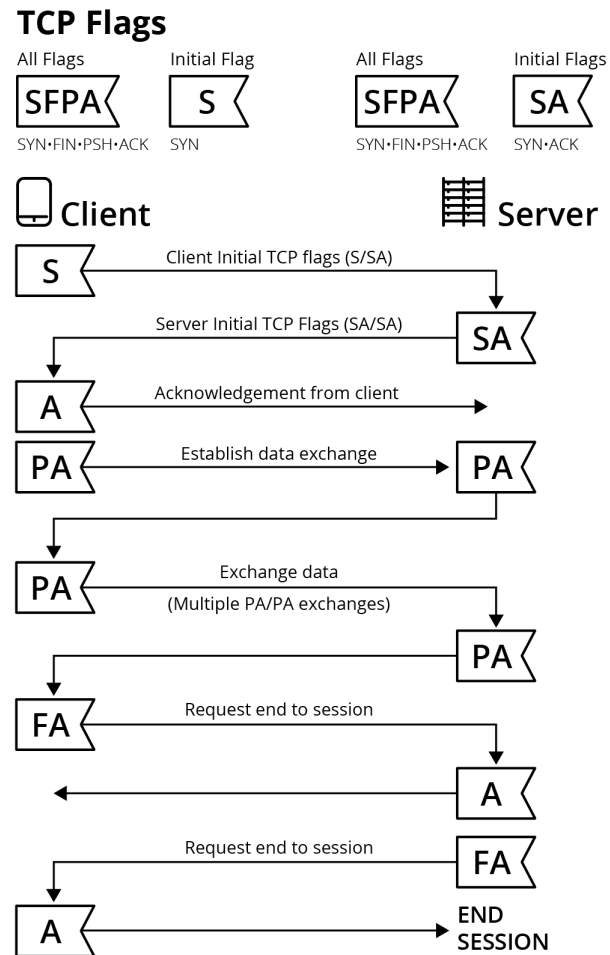 TCP Flags
All Flags
Initial Flag
All Flags
Initial Flags
SFPA
S
SFPA
SA
SYN•FIN•PSH•ACK
SYN
SYN•FIN•PSH•ACK
SYN•ACK
Client
Server
S
Client Initial TCP flags (S/SA)
Server Initial TCP Flags (SA/SA)
SA
A
Acknowledgement from client
PA
Establish data exchange
PA
PA
Exchange data
(Multiple PA/PA exchanges)
PA
FA
Request end to session
A
Request end to session
FA
A
END
SESSION